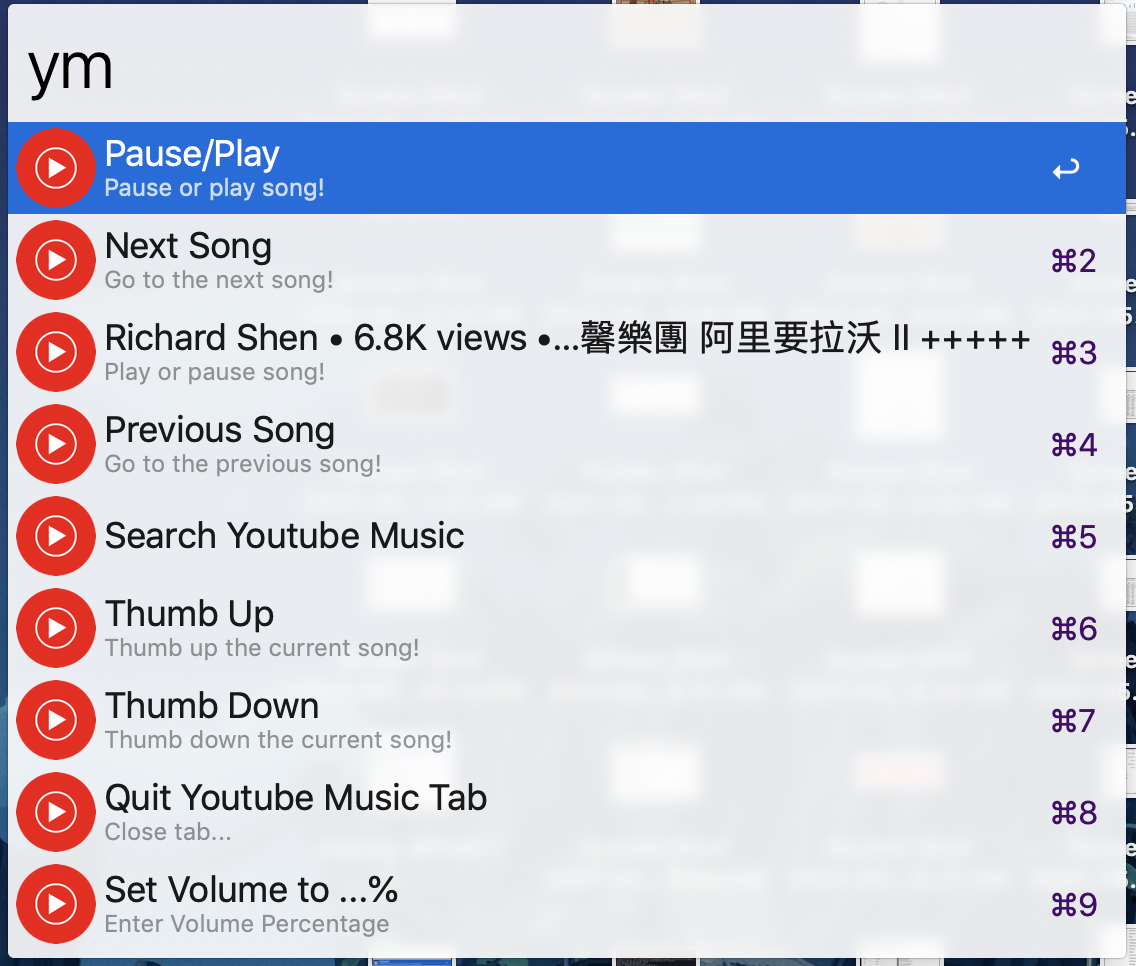 ym
Pause/Play
Pause or play song!
Next Song
Go to the next song!
⌘2
Richard Shen • 6.8K views •...馨樂團 阿里要拉沃 II +++++
Play or pause song!
⌘3
Previous Song
Go to the previous song!
⌘4
Search Youtube Music
⌘5
Thumb Up
Thumb up the current song!
⌘6
Thumb Down
Thumb down the current song!
⌘7
Quit Youtube Music Tab
Close tab...
⌘8
Set Volume to ...%
Enter Volume Percentage
⌘9